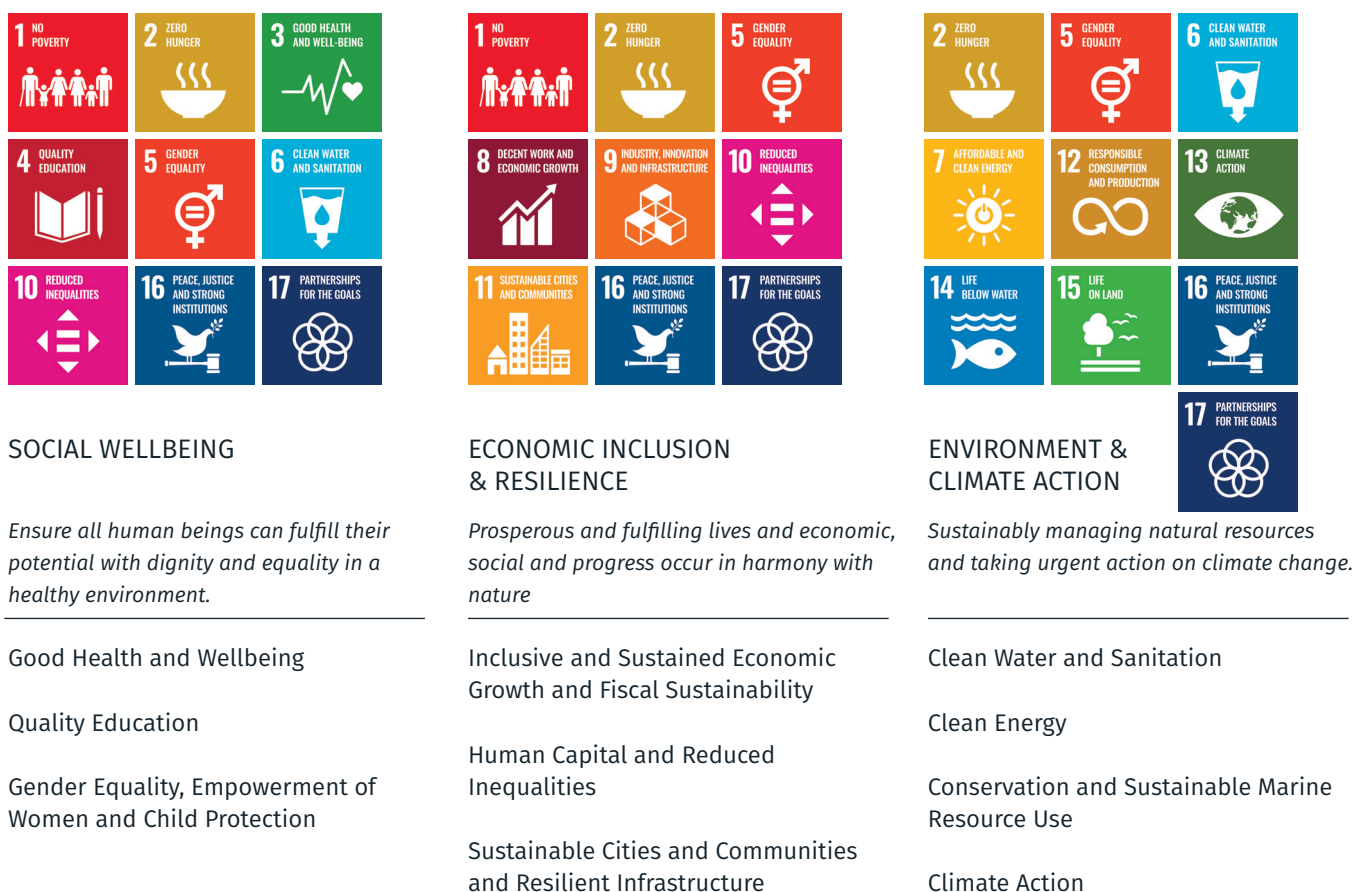 1 NO
POVERTY
2 ZERO
HUNGER
3 GOOD HEALTH
AND WELL-BEING
4 QUALITY
EDUCATION
5 GENDER
EQUALITY
6 CLEAN WATER
AND SANITATION
10 REDUCED
INEQUALITIES
16 PEACE, JUSTICE
AND STRONG
INSTITUTIONS
17 PARTNERSHIPS
FOR THE GOALS
SOCIAL WELLBEING
Ensure all human beings can fulfill their
potential with dignity and equality in a
healthy environment.
Good Health and Wellbeing
Quality Education
Gender Equality, Empowerment of
Women and Child Protection
1 NO
POVERTY
2 ZERO
HUNGER
5 GENDER
EQUALITY
8 DECENT WORK AND
ECONOMIC GROWTH
9 INDUSTRY, INNOVATION
AND INFRASTRUCTURE
10 REDUCED
INEQUALITIES
11 SUSTAINABLE CITIES
AND COMMUNITIES
16 PEACE, JUSTICE
AND STRONG
INSTITUTIONS
17 PARTNERSHIPS
FOR THE GOALS
ECONOMIC INCLUSION
& RESILIENCE
Prosperous and fulfilling lives and economic,
social and progress occur in harmony with
nature
Inclusive and Sustained Economic
Growth and Fiscal Sustainability
Human Capital and Reduced
Inequalities
Sustainable Cities and Communities
and Resilient Infrastructure
2 ZERO
HUNGER
5 GENDER
EQUALITY
6 CLEAN WATER
AND SANITATION
7 AFFORDABLE AND
CLEAN ENERGY
12 RESPONSIBLE
CONSUMPTION
AND PRODUCTION
13 CLIMATE
ACTION
14 LIFE
BELOW WATER
15 LIFE
ON LAND
16 PEACE, JUSTICE
AND STRONG
INSTITUTIONS
17 PARTNERSHIPS
FOR THE GOALS
ENVIRONMENT &
CLIMATE ACTION
Sustainably managing natural resources
and taking urgent action on climate change.
Clean Water and Sanitation
Clean Energy
Conservation and Sustainable Marine
Resource Use
Climate Action